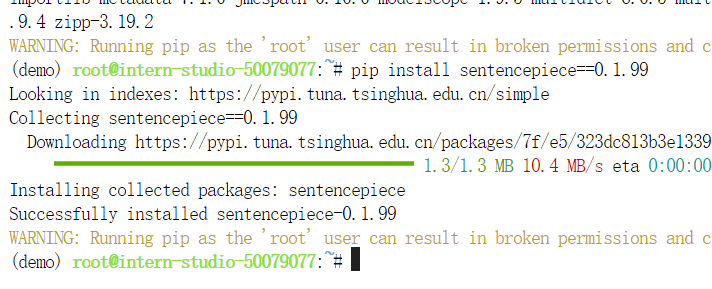 .9.4 zipp-3.19.2
WARNING: Running pip as the 'root' user can result in broken permissions and c
(demo) root@intern-studio-50079077:~# pip install sentencepiece==0.1.99
Looking in indexes: https://pypi.tuna.tsinghua.edu.cn/simple
Collecting sentencepiece==0.1.99
  Downloading https://pypi.tuna.tsinghua.edu.cn/packages/7f/e5/323dc813b3e1339
1.3/1.3 MB 10.4 MB/s eta 0:00:00
Installing collected packages: sentencepiece
Successfully installed sentencepiece-0.1.99
WARNING: Running pip as the 'root' user can result in broken permissions and c
(demo) root@intern-studio-50079077:~#